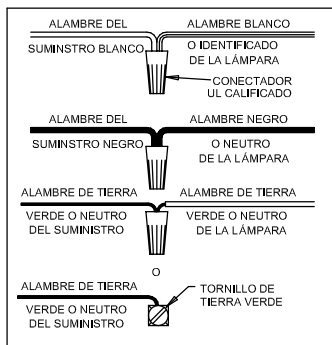 ALAMBRE DEL
SUMINSTRO BLANCO
ALAMBRE BLANCO
O IDENTIFICADO
DE LA LÁMPARA
CONECTADOR
UL CALIFICADO
ALAMBRE DEL
SUMINSTRO NEGRO
ALAMBRE NEGRO
O NEUTRO
DE LA LÁMPARA
ALAMBRE DE TIERRA
VERDE O NEUTRO
DEL SUMINISTRO
ALAMBRE DE TIERRA
VERDE O NEUTRO
DE LA LÁMPARA
O
ALAMBRE DE TIERRA
VERDE O NEUTRO
DEL SUMINISTRO
TORNILLO DE
TIERRA VERDE